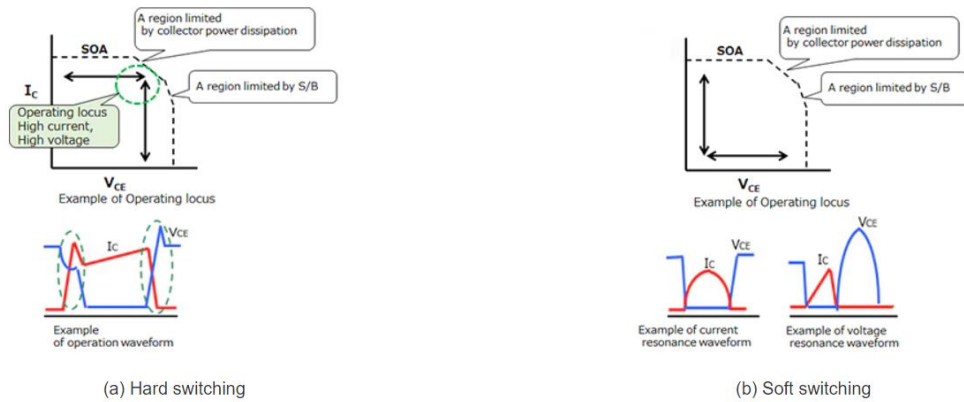 A region limited
by collector power dissipation
SOA
A region limited by S/B
IC
Operating locus
High current,
High voltage
VCE
Example of Operating locus
IC
VCE
Example
of operation waveform
(a) Hard switching
A region limited
by collector power dissipation
SOA
A region limited by S/B
IC
VCE
Example of Operating locus
VCE
VCE
IC
IC
Example of current
resonance waveform
Example of voltage
resonance waveform
(b) Soft switching